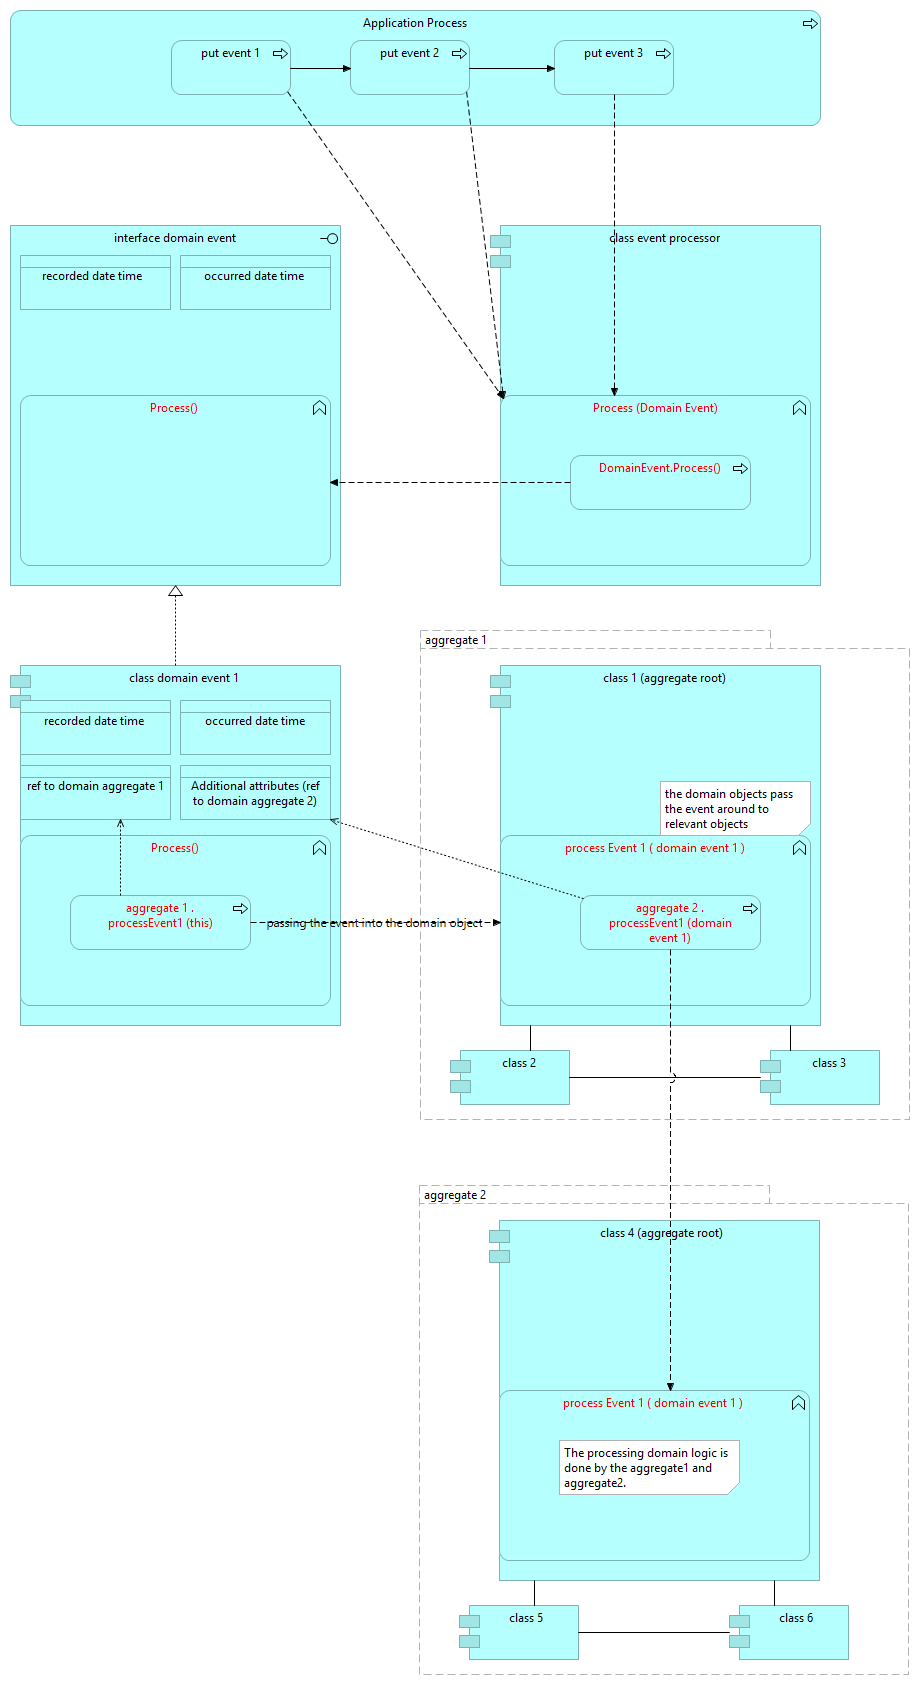 Application Process
put event 1
put event 2
put event 3
interface domain event
recorded date time
occurred date time
Process()
class event processor
Process (Domain Event)
DomainEvent.Process()
class domain event 1
recorded date time
occurred date time
ref to domain aggregate 1
Additional attributes (ref
to domain aggregate 2)
Process()
aggregate 1 .
processEvent1 (this)
passing the event into the domain object
aggregate 1
class 1 (aggregate root)
the domain objects pass
the event around to
relevant objects
process Event 1 ( domain event 1 )
aggregate 2 .
processEvent1 (domain
event 1)
class 2
class 3
aggregate 2
class 4 (aggregate root)
process Event 1 ( domain event 1 )
The processing domain logic is
done by the aggregate1 and
aggregate2.
class 5
class 6